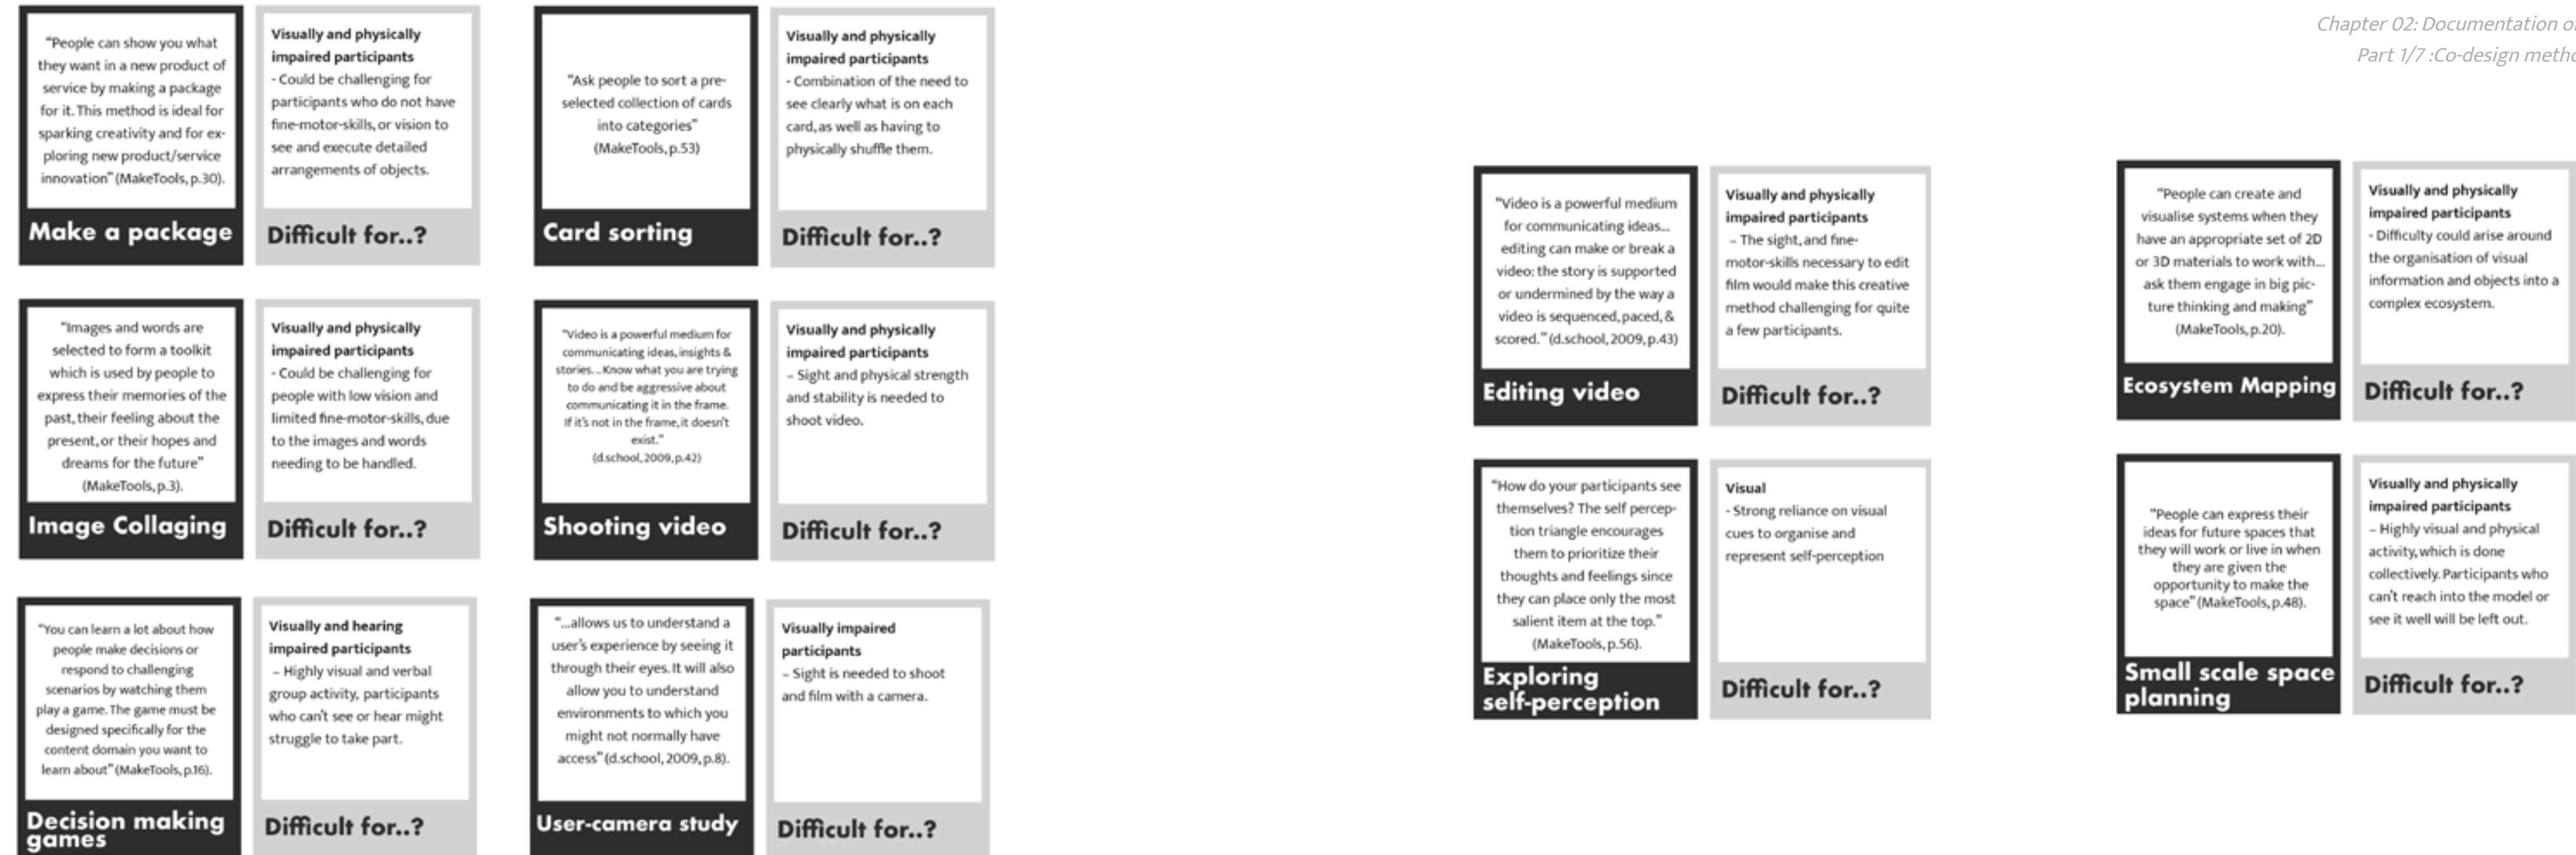 Chapter 02: Documentation of
Part 1/7 :Co-design metho
"People can show you what
they want in a new product of
service by making a package
for it. This method is ideal for
sparking creativity and for ex-
ploring new product/service
innovation" (MakeTools, p.30).
Make a package
Visually and physically
impaired participants
- Could be challenging for
participants who do not have
fine-motor-skills, or vision to
see and execute detailed
arrangements of objects.
Difficult for..?
"Ask people to sort a pre-
selected collection of cards
into categories"
(MakeTools, p.53)
Card sorting
Visually and physically
impaired participants
- Combination of the need to
see clearly what is on each
card, as well as having to
physically shuffle them.
Difficult for..?
"Images and words are
selected to form a toolkit
which is used by people to
express their memories of the
past, their feeling about the
present, or their hopes and
dreams for the future"
(MakeTools, p.3).
Image Collaging
Visually and physically
impaired participants
- Could be challenging for
people with low vision and
limited fine-motor-skills, due
to the images and words
needing to be handled.
Difficult for..?
"Video is a powerful medium for
communicating ideas, insights &
stories... Know what you are trying
to do and be aggressive about
communicating it in the frame.
If it's not in the frame, it doesn't
exist."
(d.school, 2009, p.42)
Shooting video
Visually and physically
impaired participants
– Sight and physical strength
and stability is needed to
shoot video.
Difficult for..?
"You can learn a lot about how
people make decisions or
respond to challenging
scenarios by watching them
play a game. The game must be
designed specifically for the
content domain you want to
learn about" (MakeTools, p.16).
Decision making
games
Visually and hearing
impaired participants
– Highly visual and verbal
group activity, participants
who can't see or hear might
struggle to take part.
Difficult for..?
"...allows us to understand a
user's experience by seeing it
through their eyes. It will also
allow you to understand
environments to which you
might not normally have
access" (d.school, 2009, p.8).
User-camera study
Visually impaired
participants
– Sight is needed to shoot
and film with a camera.
Difficult for..?
"Video is a powerful medium
for communicating ideas...
editing can make or break a
video: the story is supported
or undermined by the way a
video is sequenced, paced, &
scored." (d.school, 2009, p.43)
Editing video
Visually and physically
impaired participants
– The sight, and fine-
motor-skills necessary to edit
film would make this creative
method challenging for quite
a few participants.
Difficult for..?
"How do your participants see
themselves? The self percep-
tion triangle encourages
them to prioritize their
thoughts and feelings since
they can place only the most
salient item at the top."
(MakeTools, p.56).
Exploring
self-perception
Visual
- Strong reliance on visual
cues to organise and
represent self-perception
Difficult for..?
"People can create and
visualise systems when they
have an appropriate set of 2D
or 3D materials to work with...
ask them engage in big pic-
ture thinking and making"
(MakeTools, p.20).
Ecosystem Mapping
Visually and physically
impaired participants
- Difficulty could arise around
the organisation of visual
information and objects into a
complex ecosystem.
Difficult for..?
"People can express their
ideas for future spaces that
they will work or live in when
they are given the
opportunity to make the
space" (MakeTools, p.48).
Small scale space
planning
Visually and physically
impaired participants
– Highly visual and physical
activity, which is done
collectively. Participants who
can't reach into the model or
see it well will be left out.
Difficult for..?